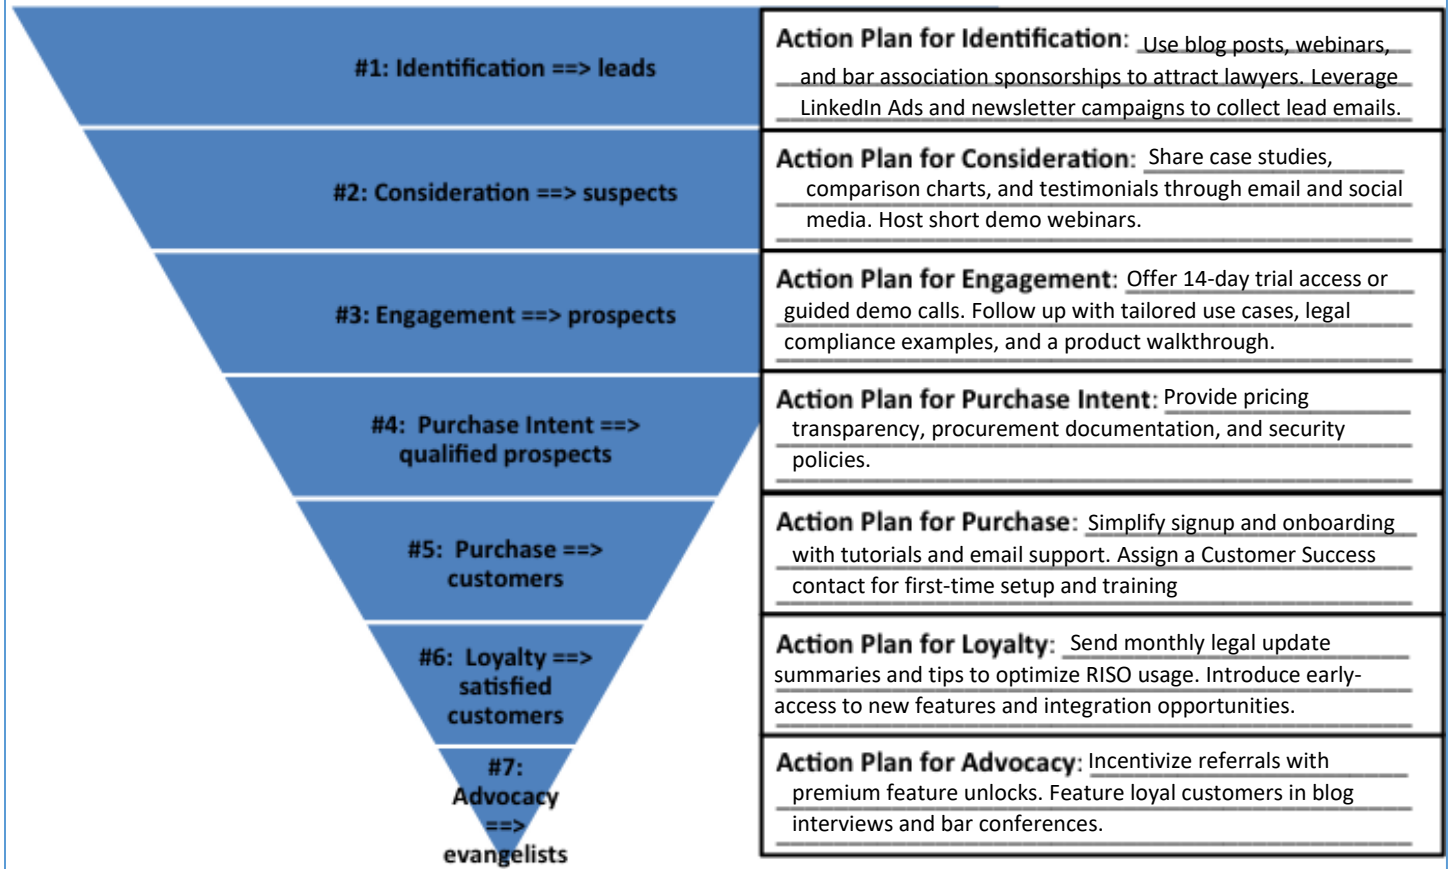 #1: Identification ==> leads
Action Plan for Identification: Use blog posts, webinars,
and bar association sponsorships to attract lawyers. Leverage
LinkedIn Ads and newsletter campaigns to collect lead emails.
#2: Consideration ==> suspects
Action Plan for Consideration: Share case studies,
comparison charts, and testimonials through email and social
media. Host short demo webinars.
#3: Engagement ==> prospects
Action Plan for Engagement: Offer 14-day trial access or
guided demo calls. Follow up with tailored use cases, legal
compliance examples, and a product walkthrough.
#4: Purchase Intent ==>
qualified prospects
Action Plan for Purchase Intent: Provide pricing
transparency, procurement documentation, and security
policies.
#5: Purchase ==>
customers
Action Plan for Purchase: Simplify signup and onboarding
with tutorials and email support. Assign a Customer Success
contact for first-time setup and training
#6: Loyalty ==>
satisfied
customers
Action Plan for Loyalty: Send monthly legal update
summaries and tips to optimize RISO usage. Introduce early-
access to new features and integration opportunities.
#7:
Advocacy
==>
evangelists
Action Plan for Advocacy: Incentivize referrals with
premium feature unlocks. Feature loyal customers in blog
interviews and bar conferences.